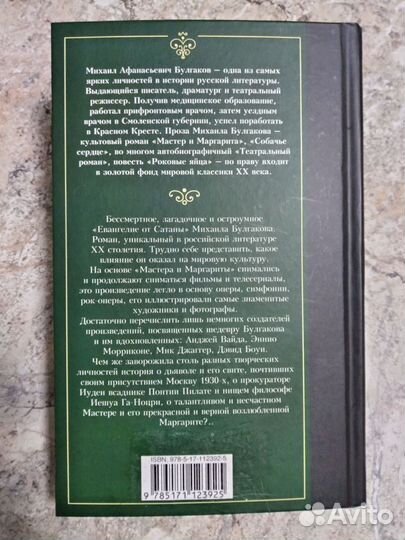 Михаил Афанасьевич Булгаков — одна из самых
ярких личностей в истории русской литературы.
Выдающийся писатель, драматург и театральный
режиссер. Получив медицинское образование,
работал прифронтовым врачом, затем уездным
врачом в Смоленской губернии, успел поработать
в Красном Кресте. Проза Михаила Булгакова —
культовый роман «Мастер и Маргарита», «Собачье
сердце», во многом автобиографичный «Театральный
роман», повесть «Роковые яйца» — по праву входит
в золотой фонд мировой классики XX века.
Бессмертное, загадочное и остроумное
«Евангелие от Сатаны» Михаила Булгакова.
Роман, уникальный в российской литературе
XX столетия. Трудно себе представить, какое
влияние он оказал на мировую культуру.
На основе «Мастера и Маргариты» снимались
и продолжают сниматься фильмы и телесериалы,
это произведение легло в основу оперы, симфонии,
рок-оперы, его иллюстрировали самые знаменитые
художники и фотографы.
Достаточно перечислить лишь немногих создателей
произведений, посвященных шедевру Булгакова
и им вдохновленных: Анджей Вайда, Эннио
Морриконе, Мик Джаггер, Дэвид Боуи.
Чем же заворожила столь разных творческих
личностей история о дьяволе и его свите, почтивших
своим присутствием Москву 1930-х, о прокураторе
Иудеи всаднике Понтии Пилате и нищем философе
Иешуа Га-Ноцри, о талантливом и несчастном
Мастере и его прекрасной и верной возлюбленной
Маргарите?..
ISBN 978-5-17-112392-5
9 785171 123925
Avito